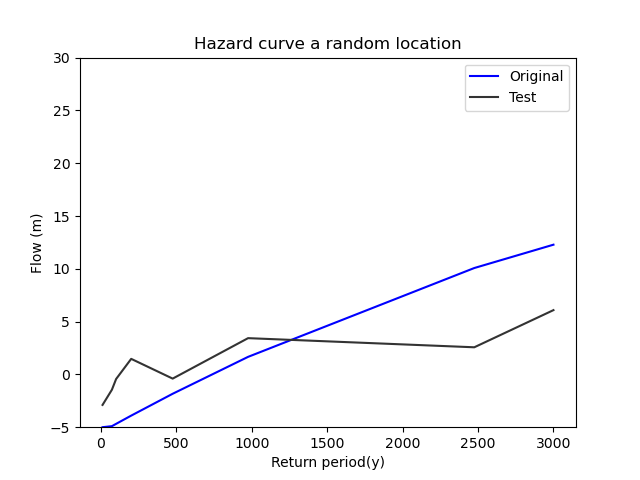 Hazard curve a random location
Original
Test
30
25
20
15
10
5
0
−5
Flow (m)
0 500 1000 1500 2000 2500 3000
Return period(y)